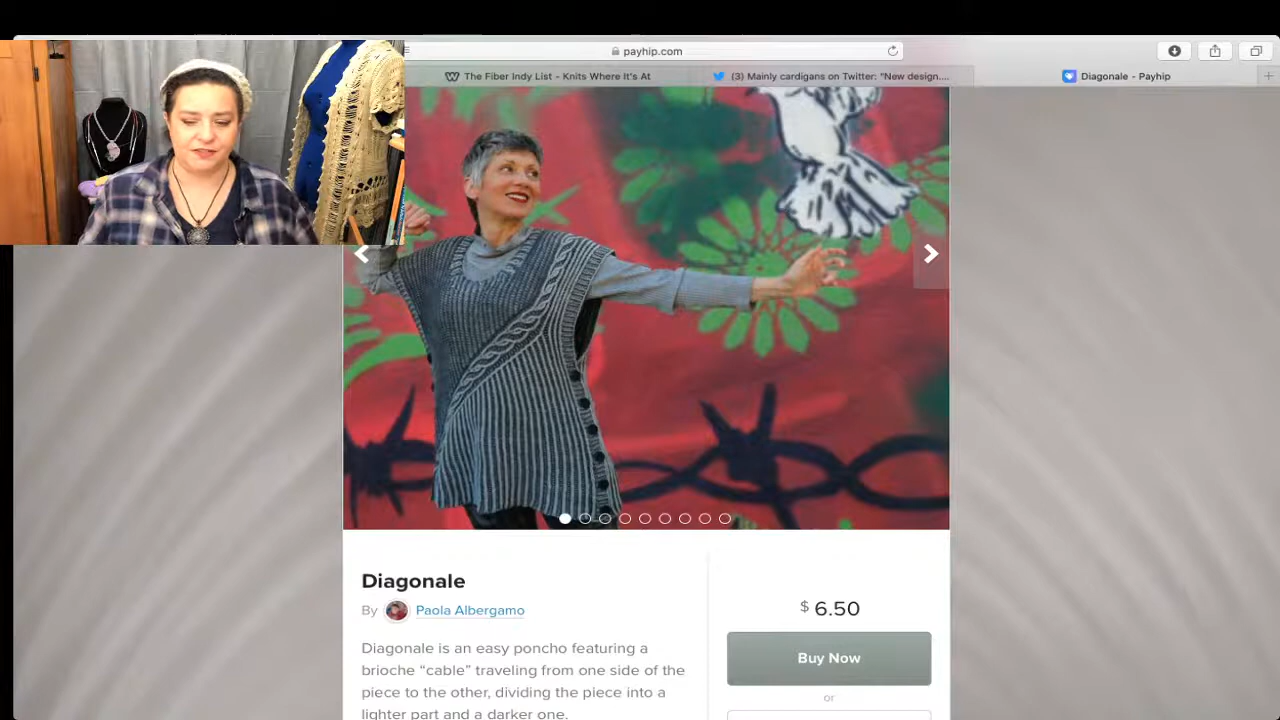 payhip.com
The Fiber Indy List - Knits Where It's At
(3) Mainly cardigans on Twitter: "New design....
Diagonale - Payhip
Diagonale
By Paola Albergamo
$ 6.50
Diagonale is an easy poncho featuring a
brioche “cable” traveling from one side of the
piece to the other, dividing the piece into a
lighter part and a darker one.
Buy Now
or